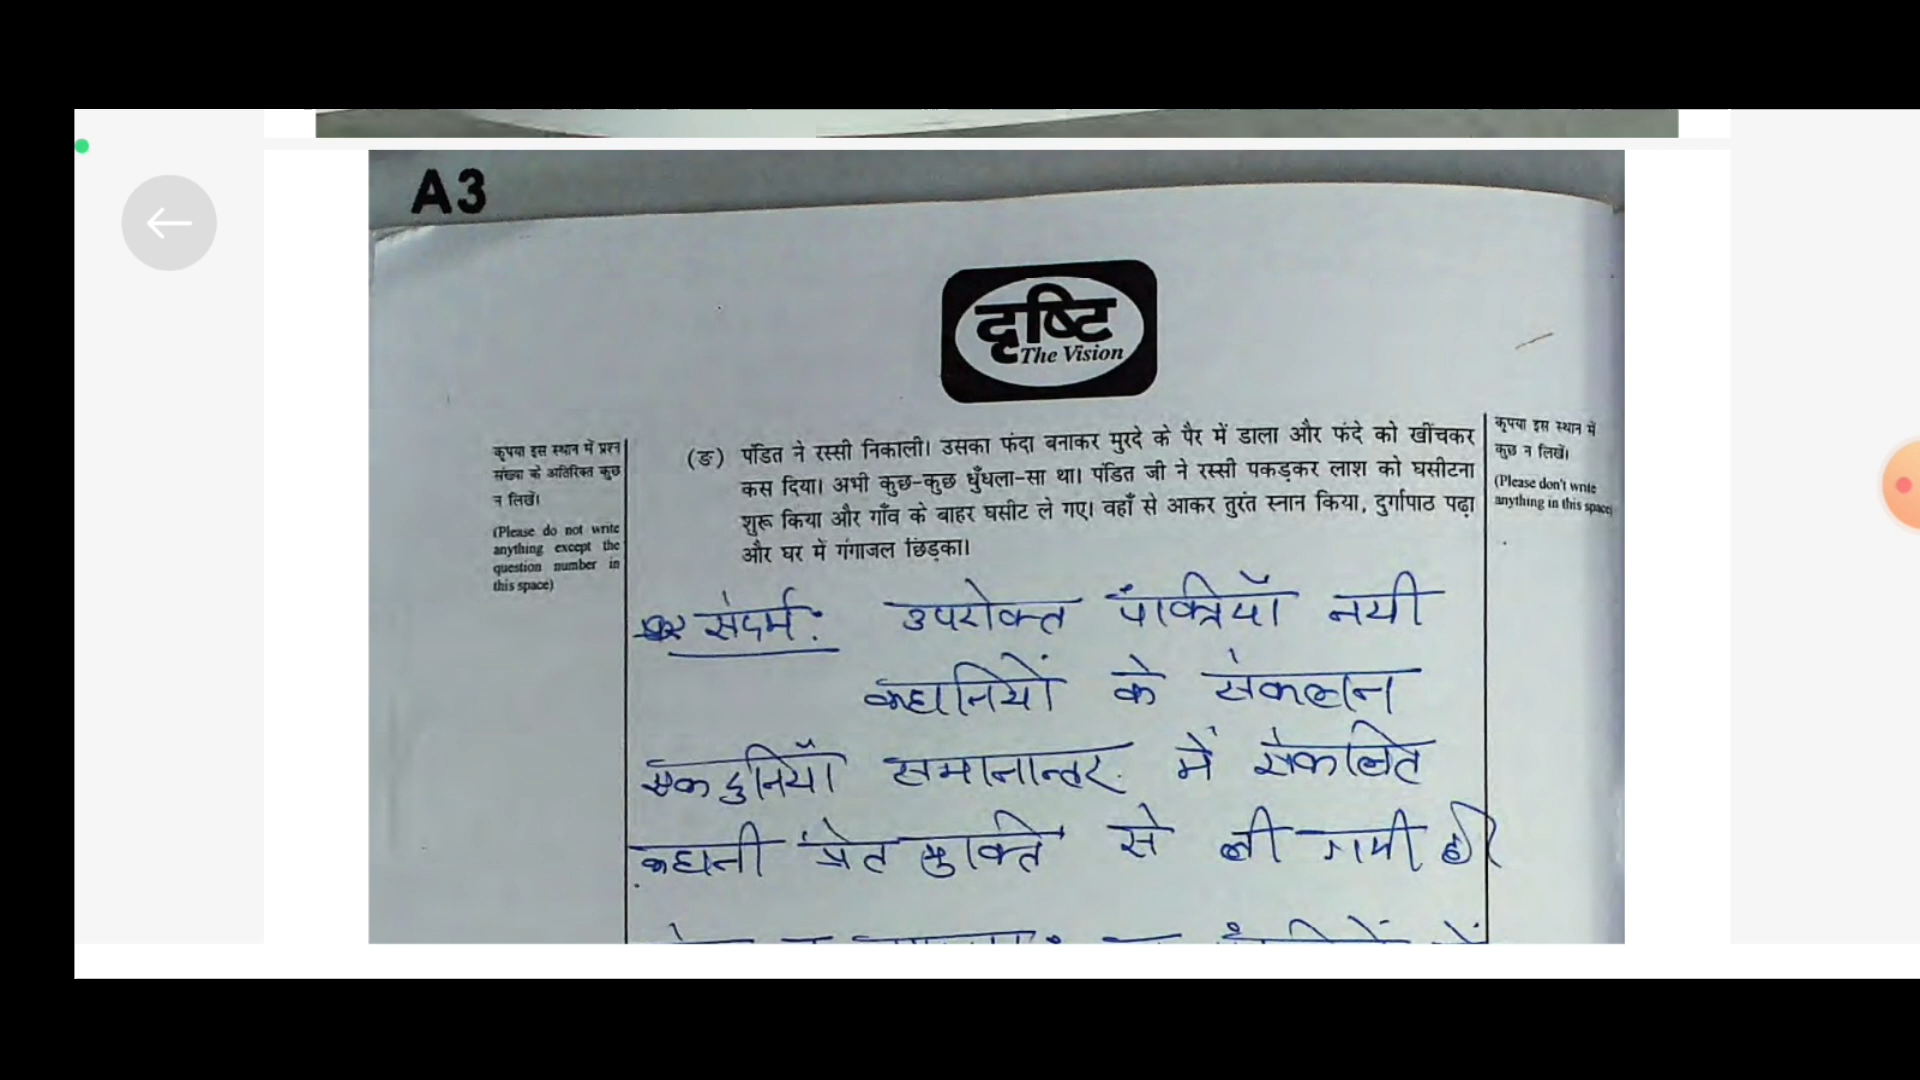 A3
दृष्टि
The Vision
कृपया इस स्थान में प्रश्न
संख्या के अतिरिक्त कुछ
न लिखें।
(Please do not write
anything except the
question number in
this space)
(ङ) पंडित ने रस्सी निकाली। उसका फंदा बनाकर मुरदे के पैर में डाला और फंदे को खींचकर
कस दिया। अभी कुछ-कुछ धुँधला-सा था। पंडित जी ने रस्सी पकड़कर लाश को घसीटना
शुरू किया और गाँव के बाहर घसीट ले गए। वहाँ से आकर तुरंत स्नान किया, दुर्गापाठ पढ़ा
और घर में गंगाजल छिड़का।
कृपया इस स्थान में
कुछ न लिखें।
(Please don't write
anything in this space)
संदर्भ: उपरोक्त पंक्तियाँ नयी
कहानियों के संकलन
एक दुनियाँ समानान्तर में संकलित
कहानी 'प्रेत मुक्ति' से ली गयी है।